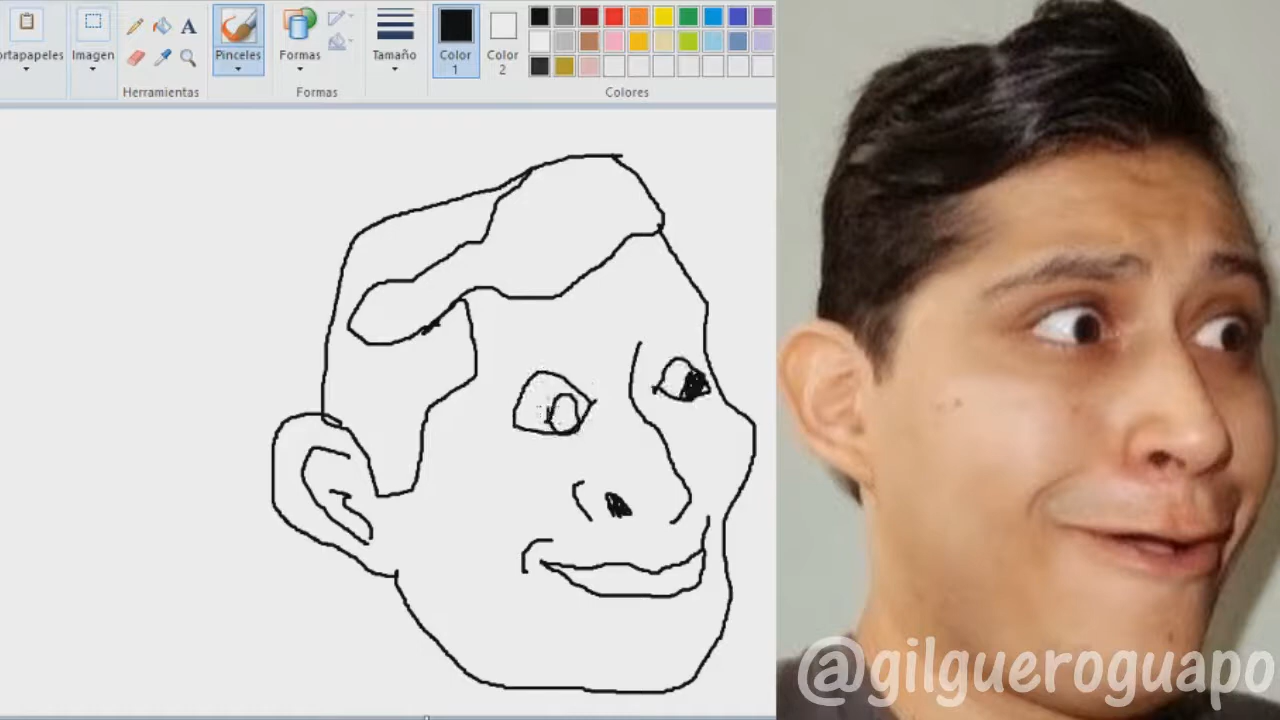 ortapapeles
Imagen
A
Herramientas
Pinceles
Formas
Formas
Tamaño
Color
1
Color
2
Colores
@gilgueroguapo